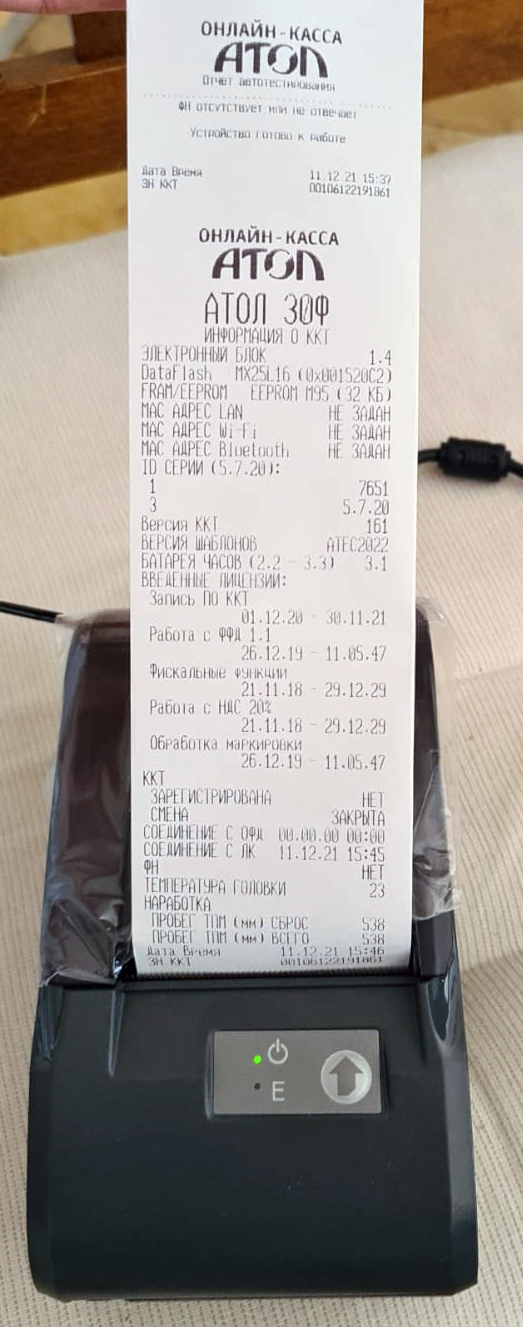 ОНЛАЙН-КАССА
АТОЛ
Отчет автотестирования
ФН отсутствует или не отвечает
Устройство готово к работе
Дата Время 11.12.21 15:37
ЗН ККТ 00106122191861
ОНЛАЙН-КАССА
АТОЛ
АТОЛ 30Ф
ИНФОРМАЦИЯ О ККТ
ЭЛЕКТРОННЫЙ БЛОК 1.4
DataFlash MX25L16 (0x001520C2)
FRAM/EEPROM EEPROM M95 (32 КБ)
MAC АДРЕС LAN НЕ ЗАДАН
MAC АДРЕС Wi-Fi НЕ ЗАДАН
MAC АДРЕС Bluetooth НЕ ЗАДАН
ID СЕРИИ (5.7.20):
1 7651
3 5.7.20
Версия ККТ 161
ВЕРСИЯ ШАБЛОНОВ ATEC2022
БАТАРЕЯ ЧАСОВ (2.2 - 3.3) 3.1
ВВЕДЕННЫЕ ЛИЦЕНЗИИ:
Запись ПО ККТ
01.12.20 - 30.11.21
Работа с ФФД 1.1
26.12.19 - 11.05.47
Фискальные функции
21.11.18 - 29.12.29
Работа с НДС 20%
21.11.18 - 29.12.29
Обработка маркировки
26.12.19 - 11.05.47
ККТ
ЗАРЕГИСТРИРОВАНА НЕТ
СМЕНА ЗАКРЫТА
СОЕДИНЕНИЕ С ОФД 00.00.00 00:00
СОЕДИНЕНИЕ С ЛК 11.12.21 15:45
ФН НЕТ
ТЕМПЕРАТУРА ГОЛОВКИ 23
НАРАБОТКА
ПРОБЕГ ТПМ (мм) СБРОС 538
ПРОБЕГ ТПМ (мм) ВСЕГО 538
Дата Время 11.12.21 15:46
ЗН ККТ 00106122191861
E